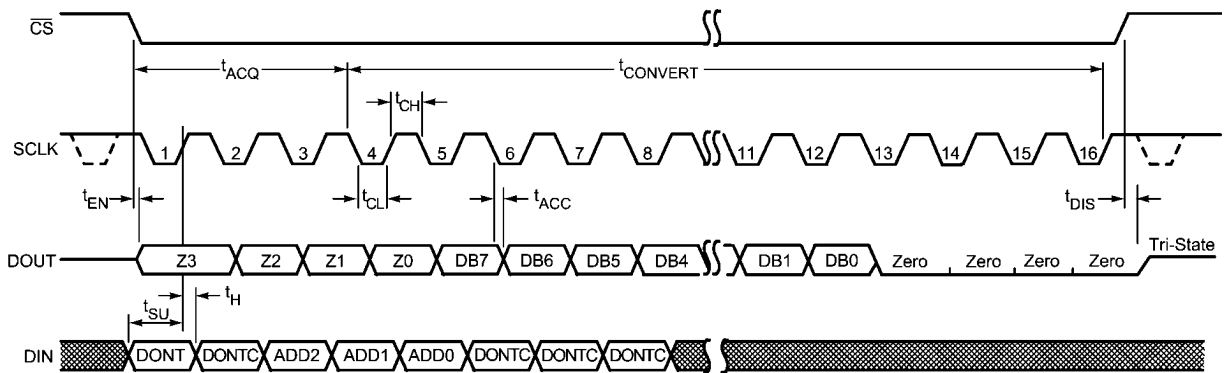 CS
tACQ
tCONVERT
tCH
SCLK
1 2 3 4 5 6 7 8 11 12 13 14 15 16
tEN
tCL
tACC
tDIS
DOUT
Z3 Z2 Z1 Z0 DB7 DB6 DB5 DB4 DB1 DB0 Zero Zero Zero Zero
Tri-State
tSU
tH
DIN
DONT DONTC ADD2 ADD1 ADD0 DONTC DONTC DONTC